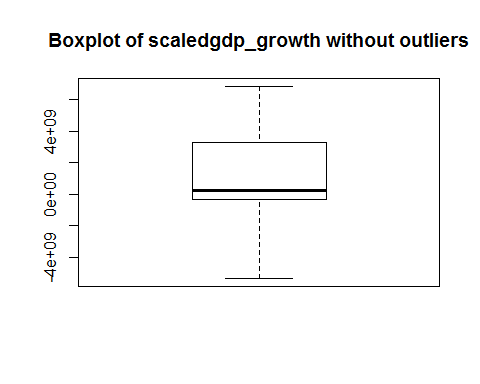 Boxplot of scaledgdp_growth without outliers
4e+09
0e+00
-4e+09